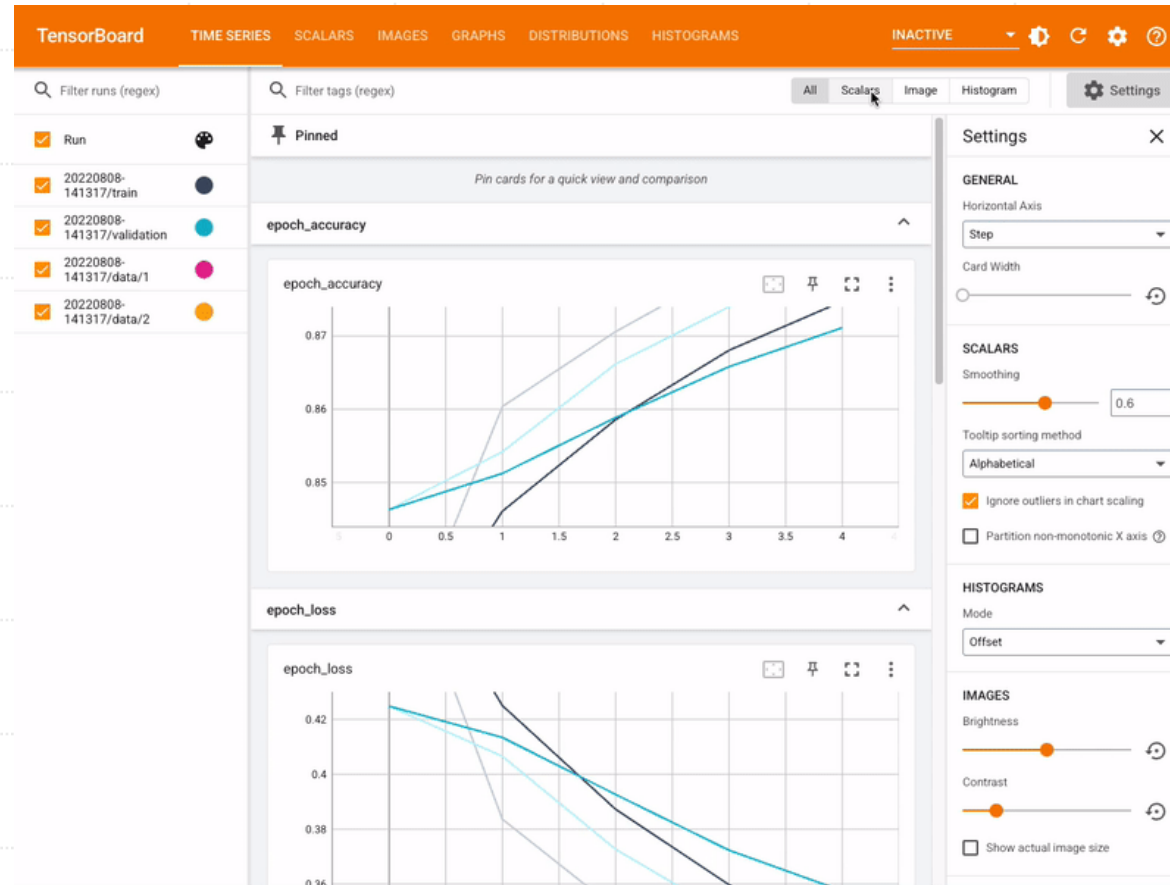 TensorBoard TIME SERIES SCALARS IMAGES GRAPHS DISTRIBUTIONS HISTOGRAMS INACTIVE
Filter runs (regex)
Filter tags (regex)
All Scalars Image Histogram
Settings
Run
20220808-
141317/train
20220808-
141317/validation
20220808-
141317/data/1
20220808-
141317/data/2
Pinned
Pin cards for a quick view and comparison
epoch_accuracy
epoch_accuracy
0.87
0.86
0.85
0 0.5 1 1.5 2 2.5 3 3.5 4
epoch_loss
epoch_loss
0.42
0.4
0.38
0.36
Settings
GENERAL
Horizontal Axis
Step
Card Width
SCALARS
Smoothing
0.6
Tooltip sorting method
Alphabetical
Ignore outliers in chart scaling
Partition non-monotonic X axis
HISTOGRAMS
Mode
Offset
IMAGES
Brightness
Contrast
Show actual image size